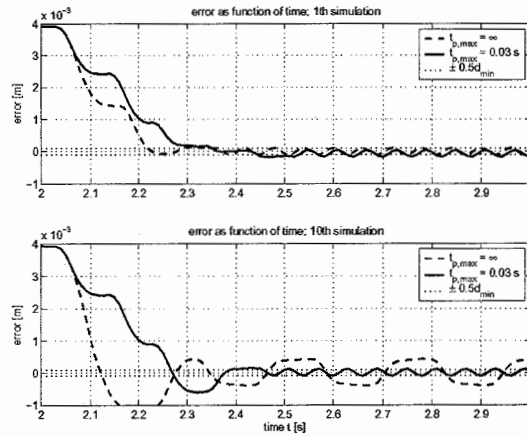 error as function of time; 10th simulation
x 10⁻³
4
3
2
1
0
-1
error [m]
2
2.1
2.2
2.3
2.4
2.5
2.6
2.7
2.8
2.9
t_p,max = ∞
t_p,max = 0.03 s
± 0.5d_min
error as function of time; 10th simulation
x 10⁻³
4
3
2
1
0
-1
error [m]
2
2.1
2.2
2.3
2.4
2.5
2.6
2.7
2.8
2.9
time t [s]
t_p,max = ∞
t_p,max = 0.03 s
± 0.5d_min